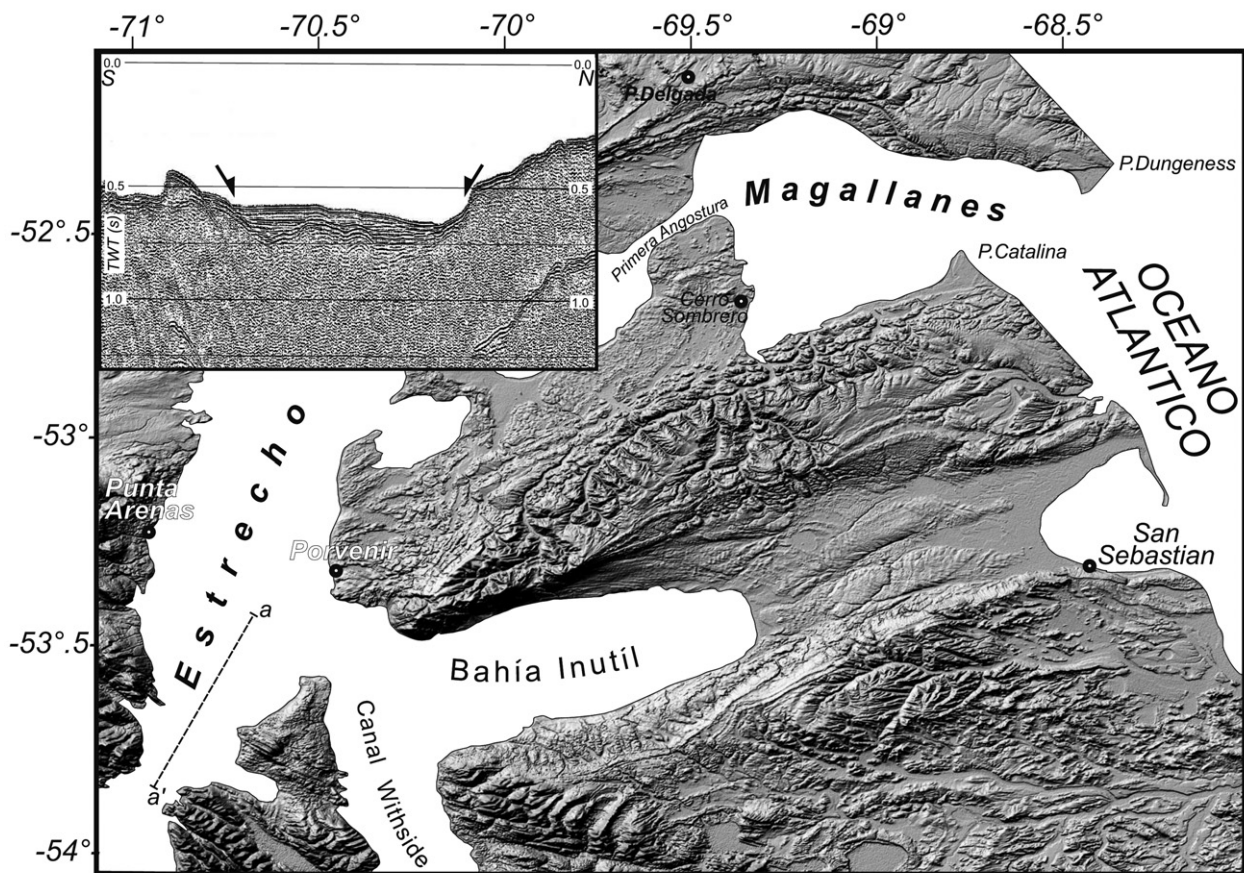 -71°
-70.5°
-70°
-69.5°
-69°
-68.5°
0.0
0.0
S
N
P.Delgada
P.Dungeness
0.5
0.5
Magallanes
-52°.5
TWT (s)
Primera Angostura
P.Catalina
1.0
1.0
Cerro
Sombrero
OCEANO
ATLANTICO
-53°
Estrecho
Punta
Arenas
Porvenir
San
Sebastian
a
-53°.5
Bahía Inutíl
Canal Withside
a'
-54°